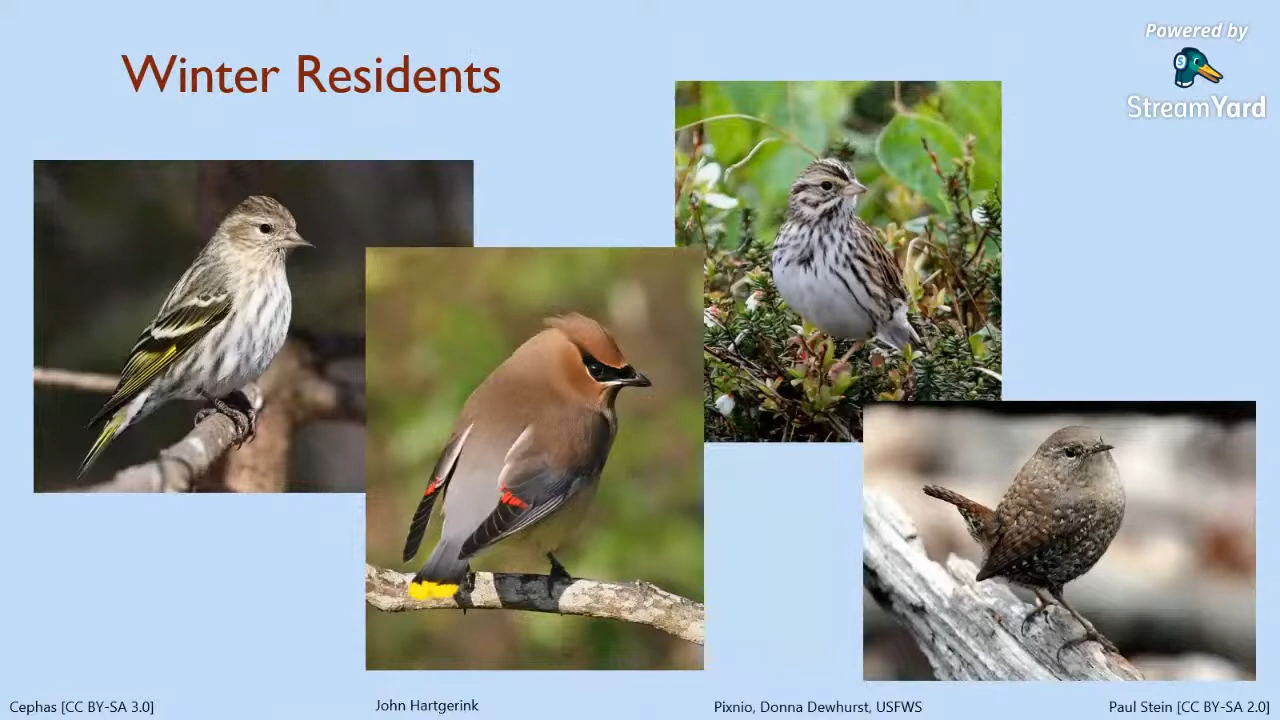 Winter Residents
Powered by
StreamYard
Cephas [CC BY-SA 3.0]
John Hartgerink
Pixnio, Donna Dewhurst, USFWS
Paul Stein [CC BY-SA 2.0]